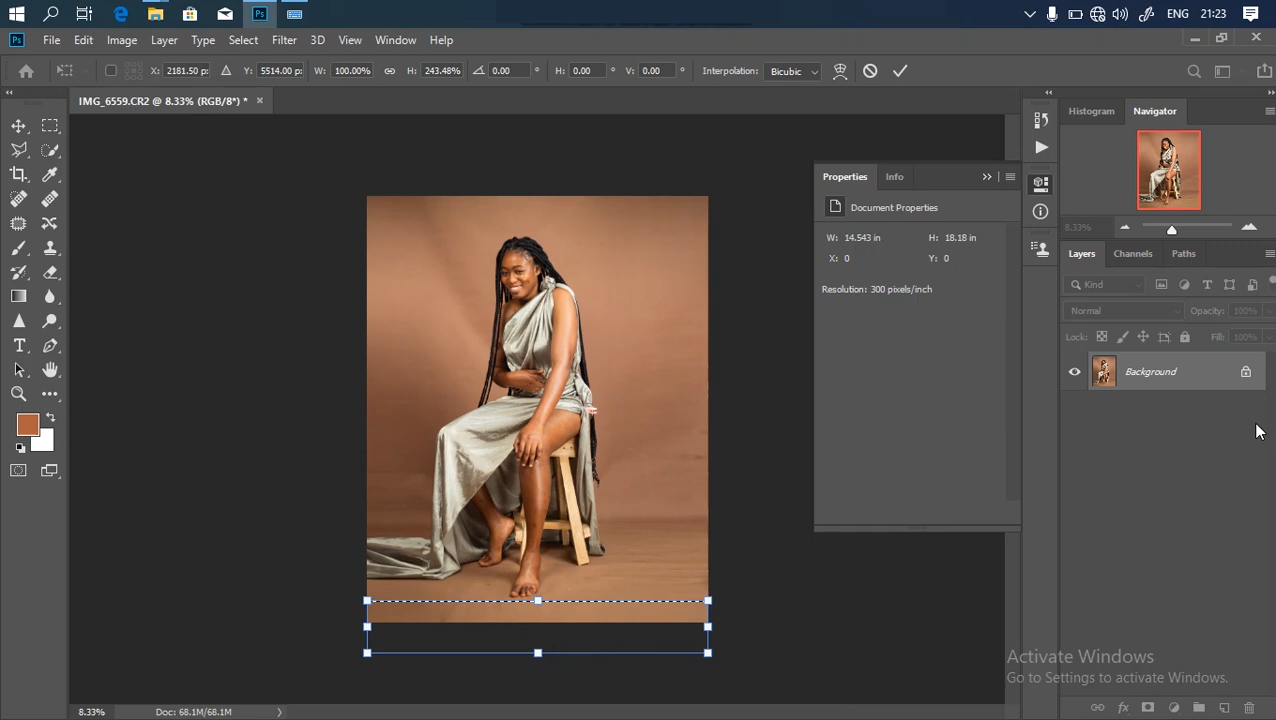 ENG 21:23
Ps File Edit Image Layer Type Select Filter 3D View Window Help
X: 2181.50 p: Y: 5514.00 p: W: 100.00% H: 243.48% 0.00 ° H: 0.00 ° V: 0.00 ° Interpolation: Bicubic
IMG_6559.CR2 @ 8.33% (RGB/8*) * ×
Histogram Navigator
Properties Info
Document Properties
W: 14.543 in H: 18.18 in
X: 0 Y: 0
Resolution: 300 pixels/inch
8.33%
Layers Channels Paths
Kind
Normal Opacity: 100%
Lock: Fill: 100%
Background
Activate Windows
Go to Settings to activate Windows.
8.33% Doc: 68.1M/68.1M